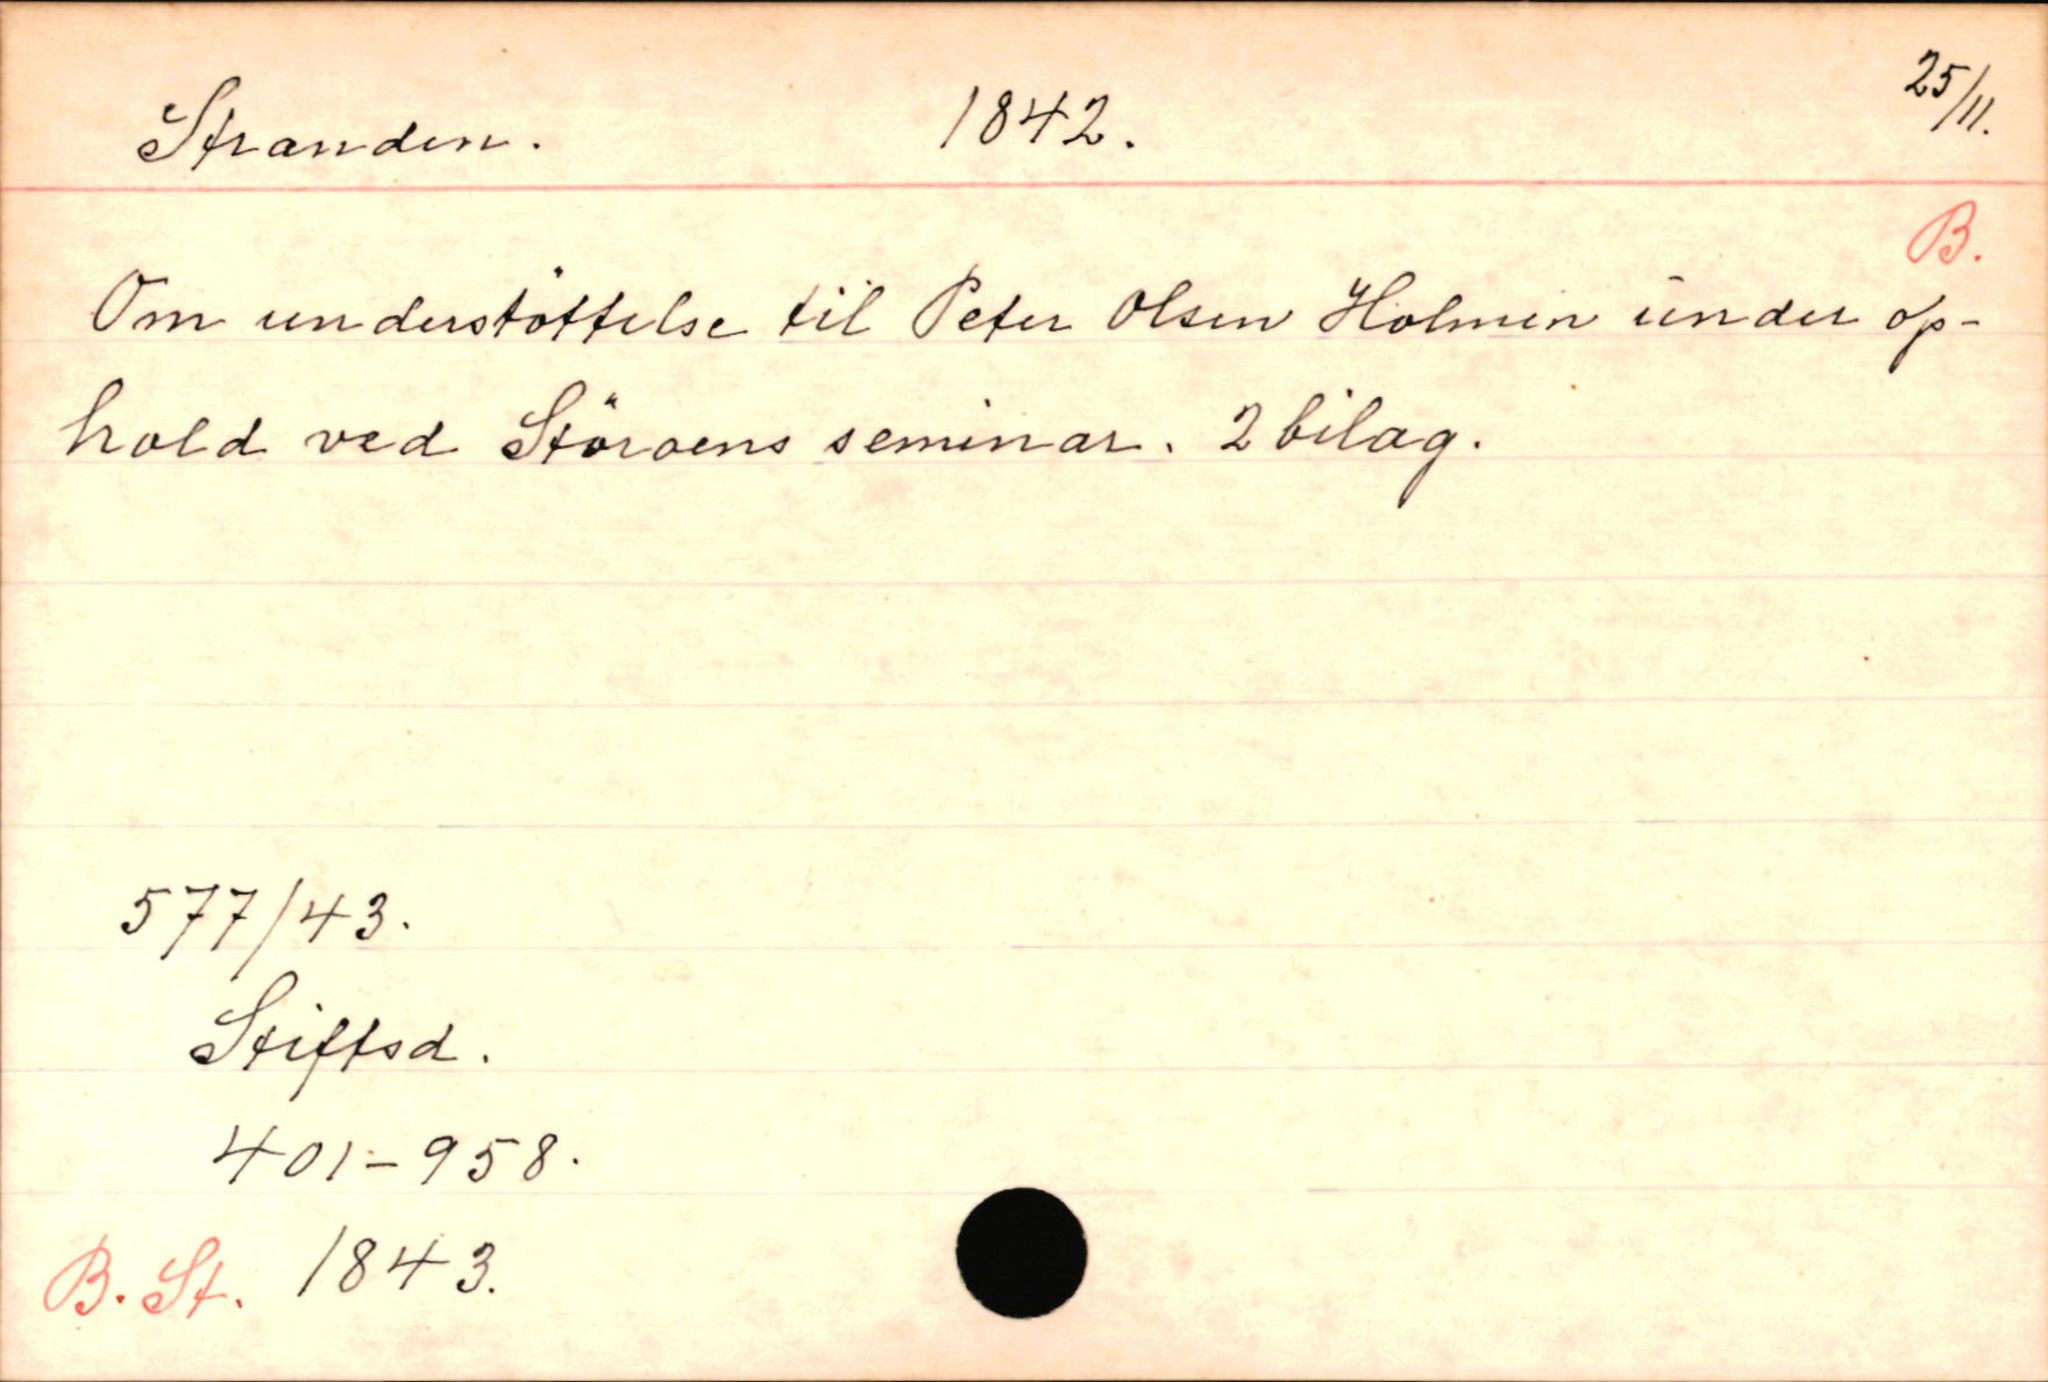 Stranden. 1842. 25/11.
B.
Om understöttelse til Peter Olsen Holmen under op-
hold ved Störoens seminar. 2 bilag.
577/43.
Stiftsd.
401-958.
B. St. 1843.